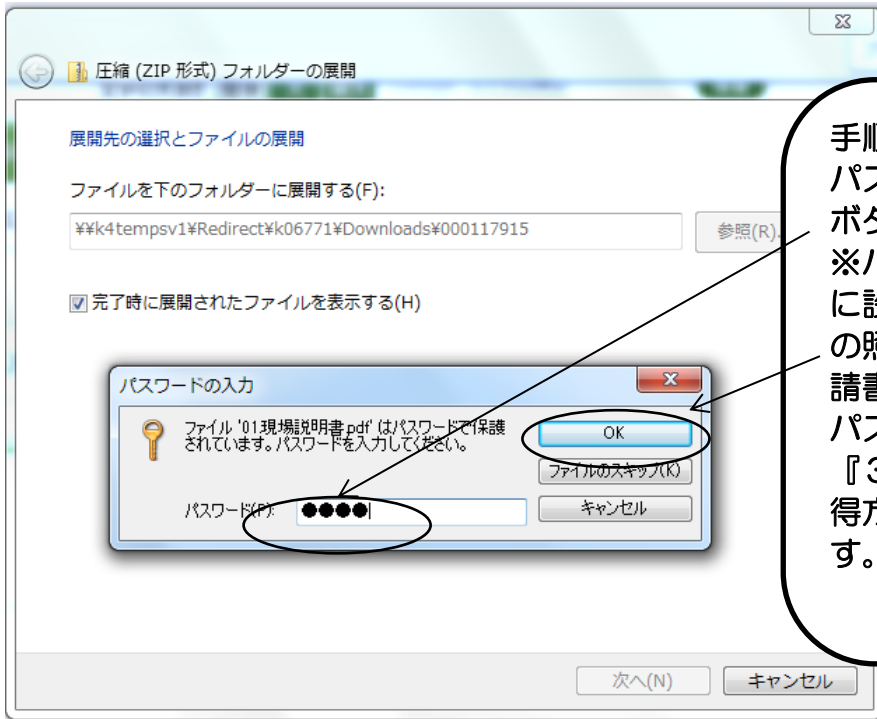 圧縮 (ZIP 形式) フォルダーの展開
展開先の選択とファイルの展開
ファイルを下のフォルダーに展開する(F):
¥¥k4tempsv1¥Redirect¥k06771¥Downloads¥000117915
参照(R).
完了時に展開されたファイルを表示する(H)
パスワードの入力
ファイル '01現場説明書.pdf' はパスワードで保護
されています。パスワードを入力してください。
OK
ファイルのスキップ(K)
パスワード(P):
キャンセル
次へ(N)
キャンセル
手順
パス
ボタ
※パ
に設
の照
請書
パス
『3
得方
す。